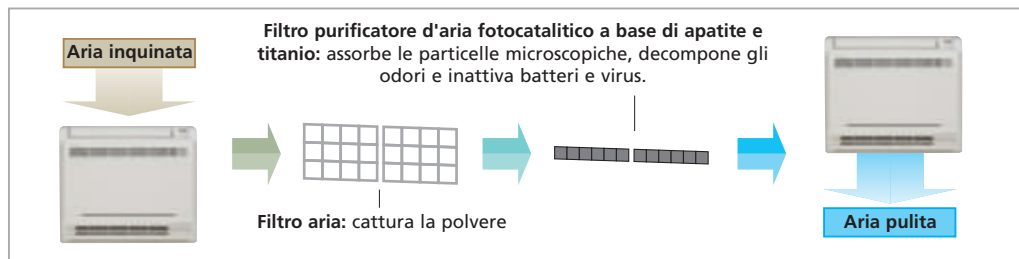 Aria inquinata
Filtro purificatore d'aria fotocatalitico a base di apatite e
titanio: assorbe le particelle microscopiche, decompone gli
odori e inattiva batteri e virus.
Filtro aria: cattura la polvere
Aria pulita